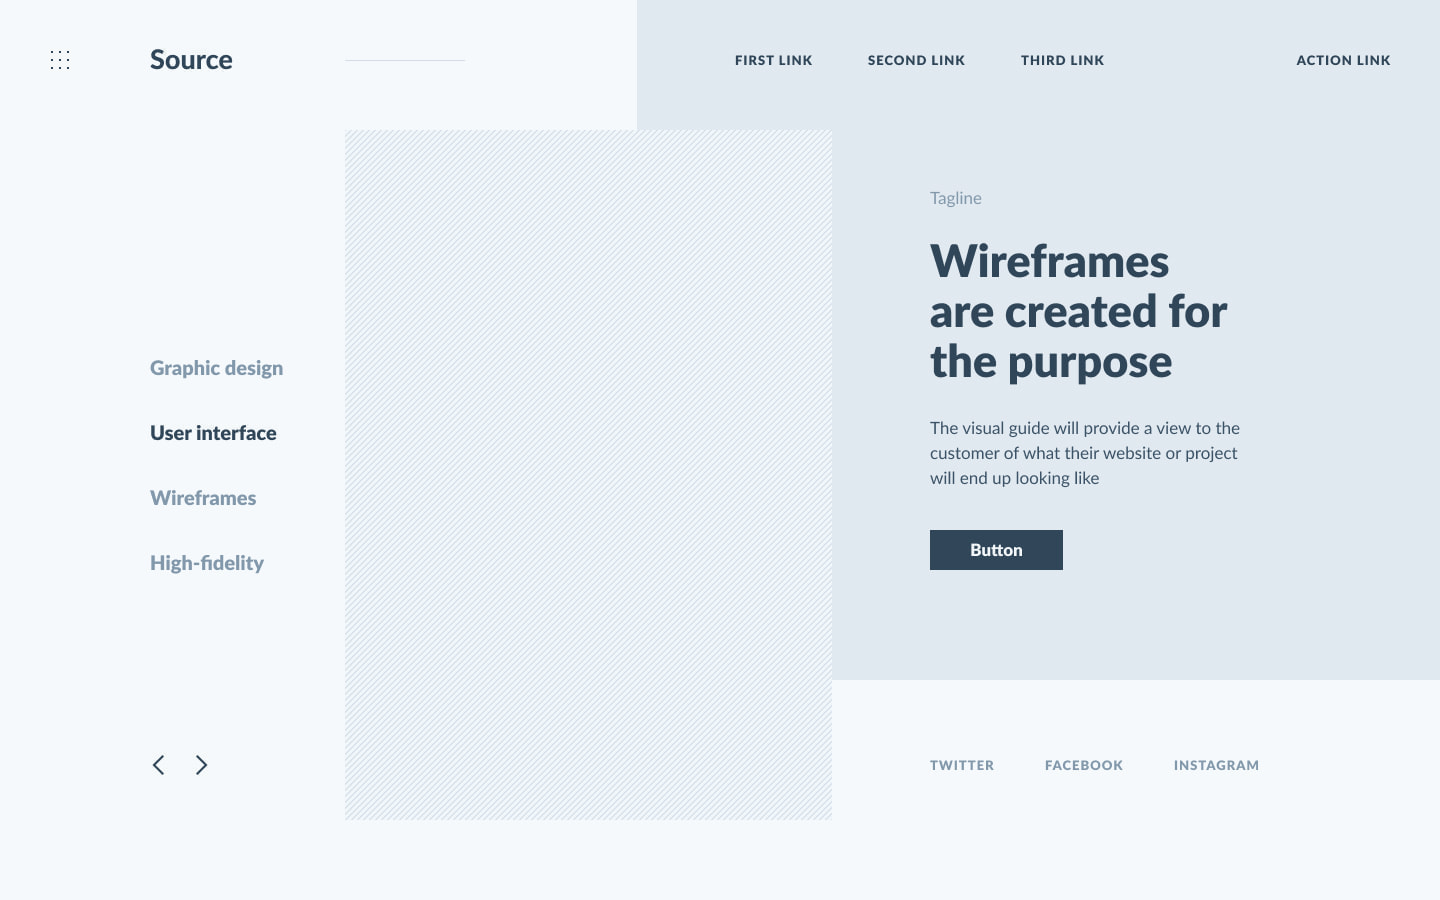 Source
FIRST LINK
SECOND LINK
THIRD LINK
ACTION LINK
Graphic design
User interface
Wireframes
High-fidelity
Tagline
Wireframes
are created for
the purpose
The visual guide will provide a view to the
customer of what their website or project
will end up looking like
Button
TWITTER
FACEBOOK
INSTAGRAM